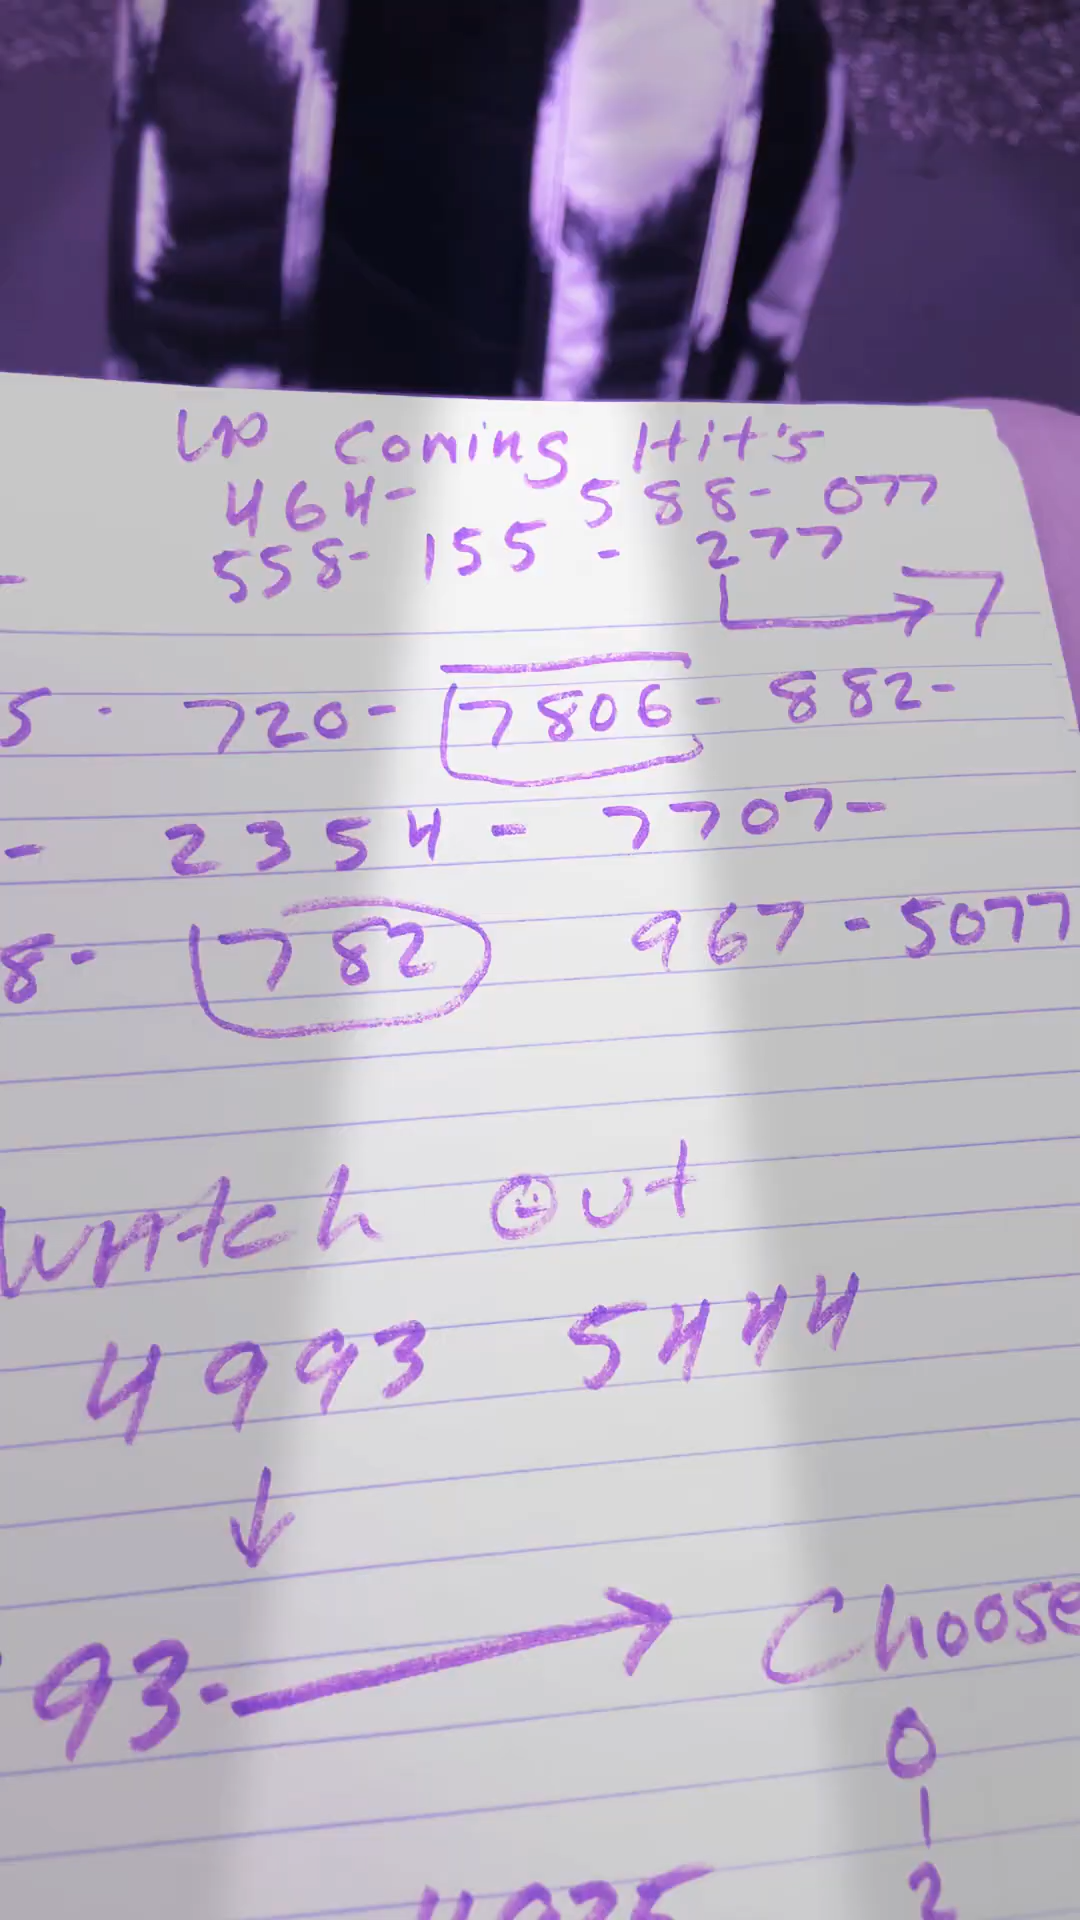 Up Coming Hit's
464- 588- 077
558- 155 - 277
7
5 - 720- 7806 - 882-
- 2354 - 7707-
8- 782 967 - 5077
Watch Out
4993 5444
93- Choose
0
1
2